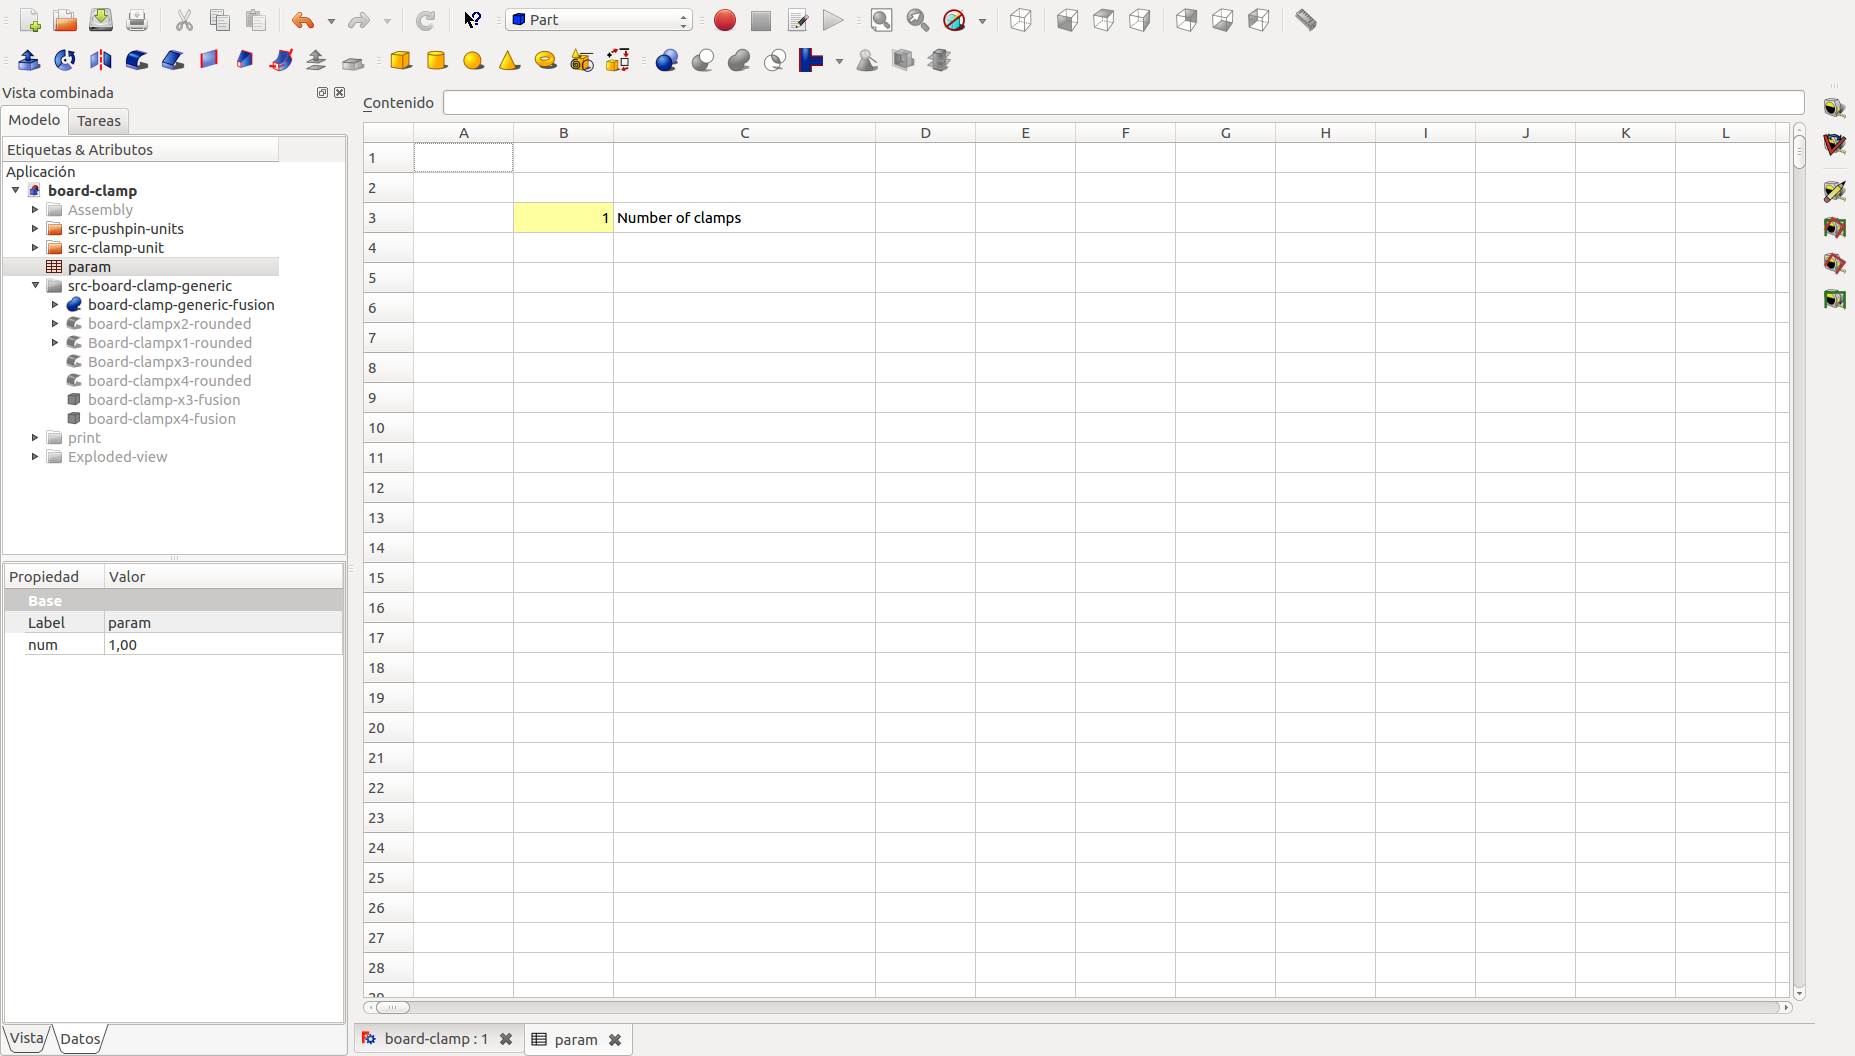 Part
Vista combinada
Modelo Tareas
Etiquetas & Atributos
Aplicación
board-clamp
Assembly
src-pushpin-units
src-clamp-unit
param
src-board-clamp-generic
board-clamp-generic-fusion
board-clampx2-rounded
Board-clampx1-rounded
Board-clampx3-rounded
board-clampx4-rounded
board-clamp-x3-fusion
board-clampx4-fusion
print
Exploded-view
Propiedad Valor
Base
Label param
num 1,00
Vista Datos
Contenido
A B C D E F G H I J K L
1
2
3 1 Number of clamps
4
5
6
7
8
9
10
11
12
13
14
15
16
17
18
19
20
21
22
23
24
25
26
27
28
29
board-clamp : 1 param